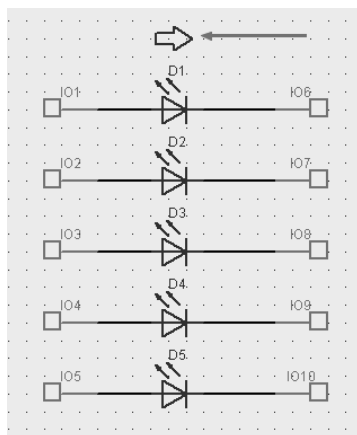 D1
IO1 IO6
D2
IO2 IO7
D3
IO3 IO8
D4
IO4 IO9
D5
IO5 IO10